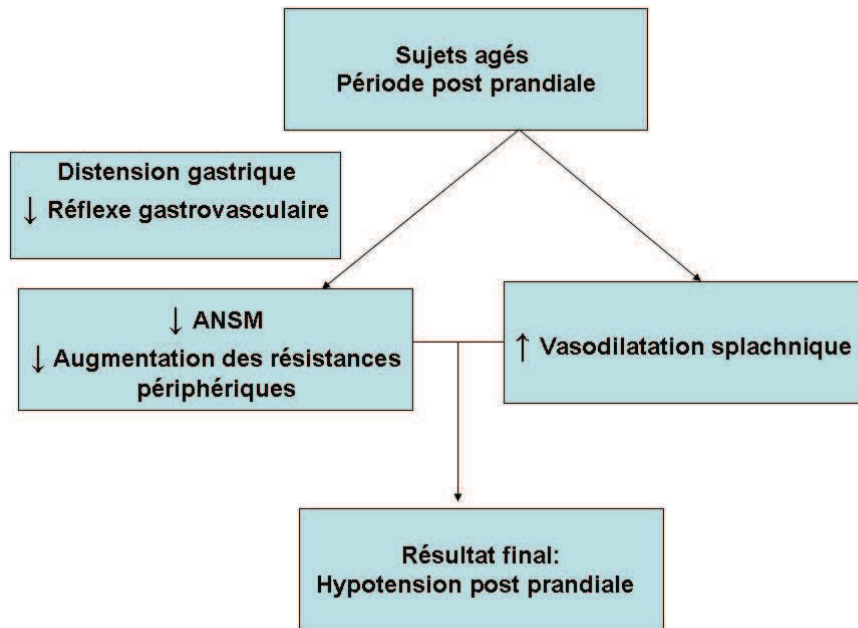 Sujets agés
Période post prandiale
Distension gastrique
↓ Réflexe gastrovasculaire
↓ ANSM
↓ Augmentation des résistances
périphériques
↑ Vasodilatation splachnique
Résultat final:
Hypotension post prandiale